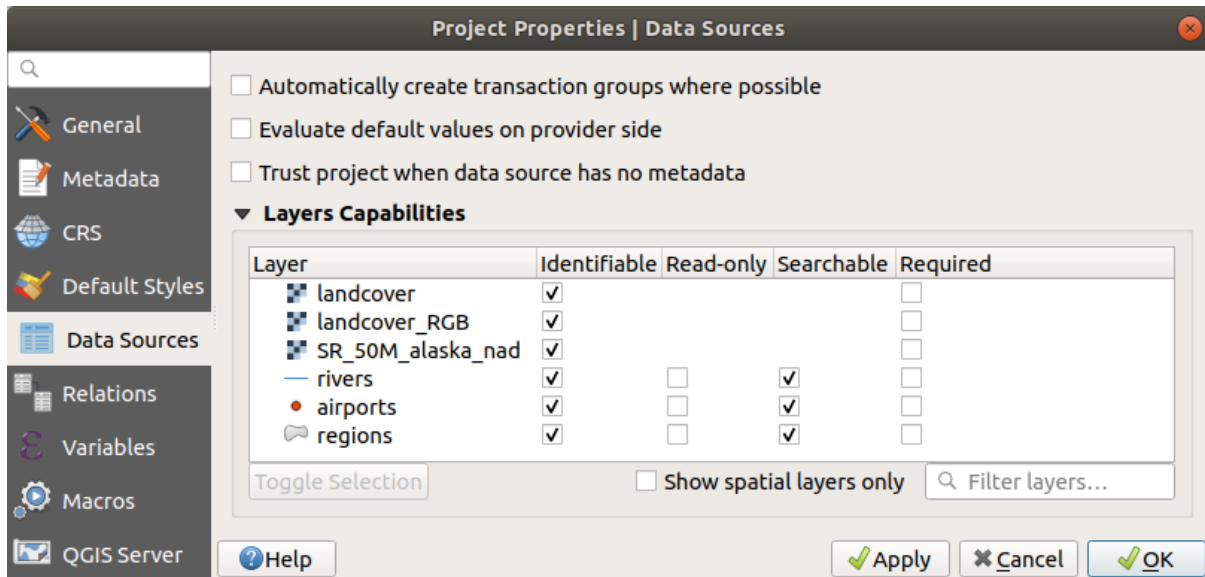 Project Properties | Data Sources
General
Metadata
CRS
Default Styles
Data Sources
Relations
Variables
Macros
QGIS Server
Automatically create transaction groups where possible
Evaluate default values on provider side
Trust project when data source has no metadata
Layers Capabilities
Layer Identifiable Read-only Searchable Required
landcover
landcover_RGB
SR_50M_alaska_nad
rivers
airports
regions
Toggle Selection Show spatial layers only Filter layers...
Help Apply Cancel OK